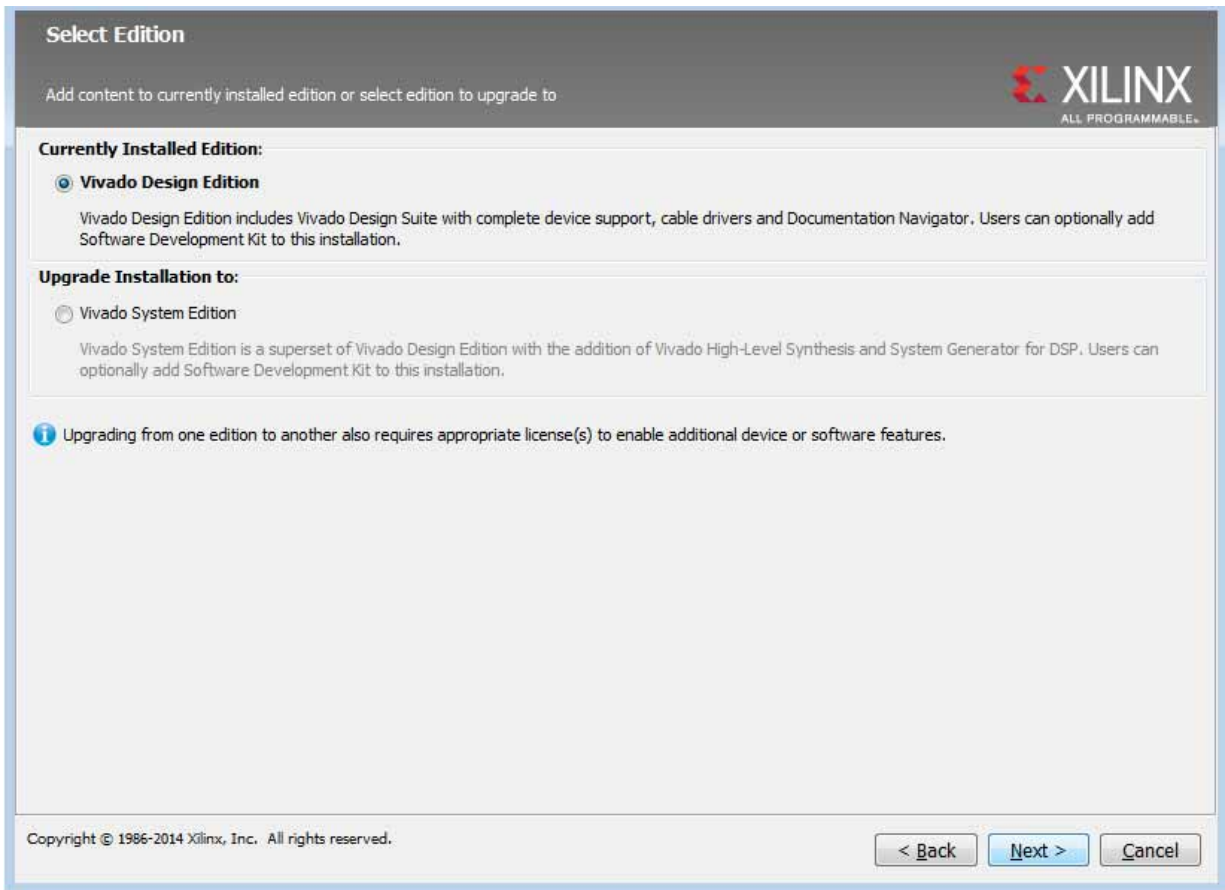 Select Edition
Add content to currently installed edition or select edition to upgrade to
XILINX
ALL PROGRAMMABLE.
Currently Installed Edition:
Vivado Design Edition
Vivado Design Edition includes Vivado Design Suite with complete device support, cable drivers and Documentation Navigator. Users can optionally add
Software Development Kit to this installation.
Upgrade Installation to:
Vivado System Edition
Vivado System Edition is a superset of Vivado Design Edition with the addition of Vivado High-Level Synthesis and System Generator for DSP. Users can
optionally add Software Development Kit to this installation.
Upgrading from one edition to another also requires appropriate license(s) to enable additional device or software features.
Copyright © 1986-2014 Xilinx, Inc. All rights reserved.
< Back Next > Cancel